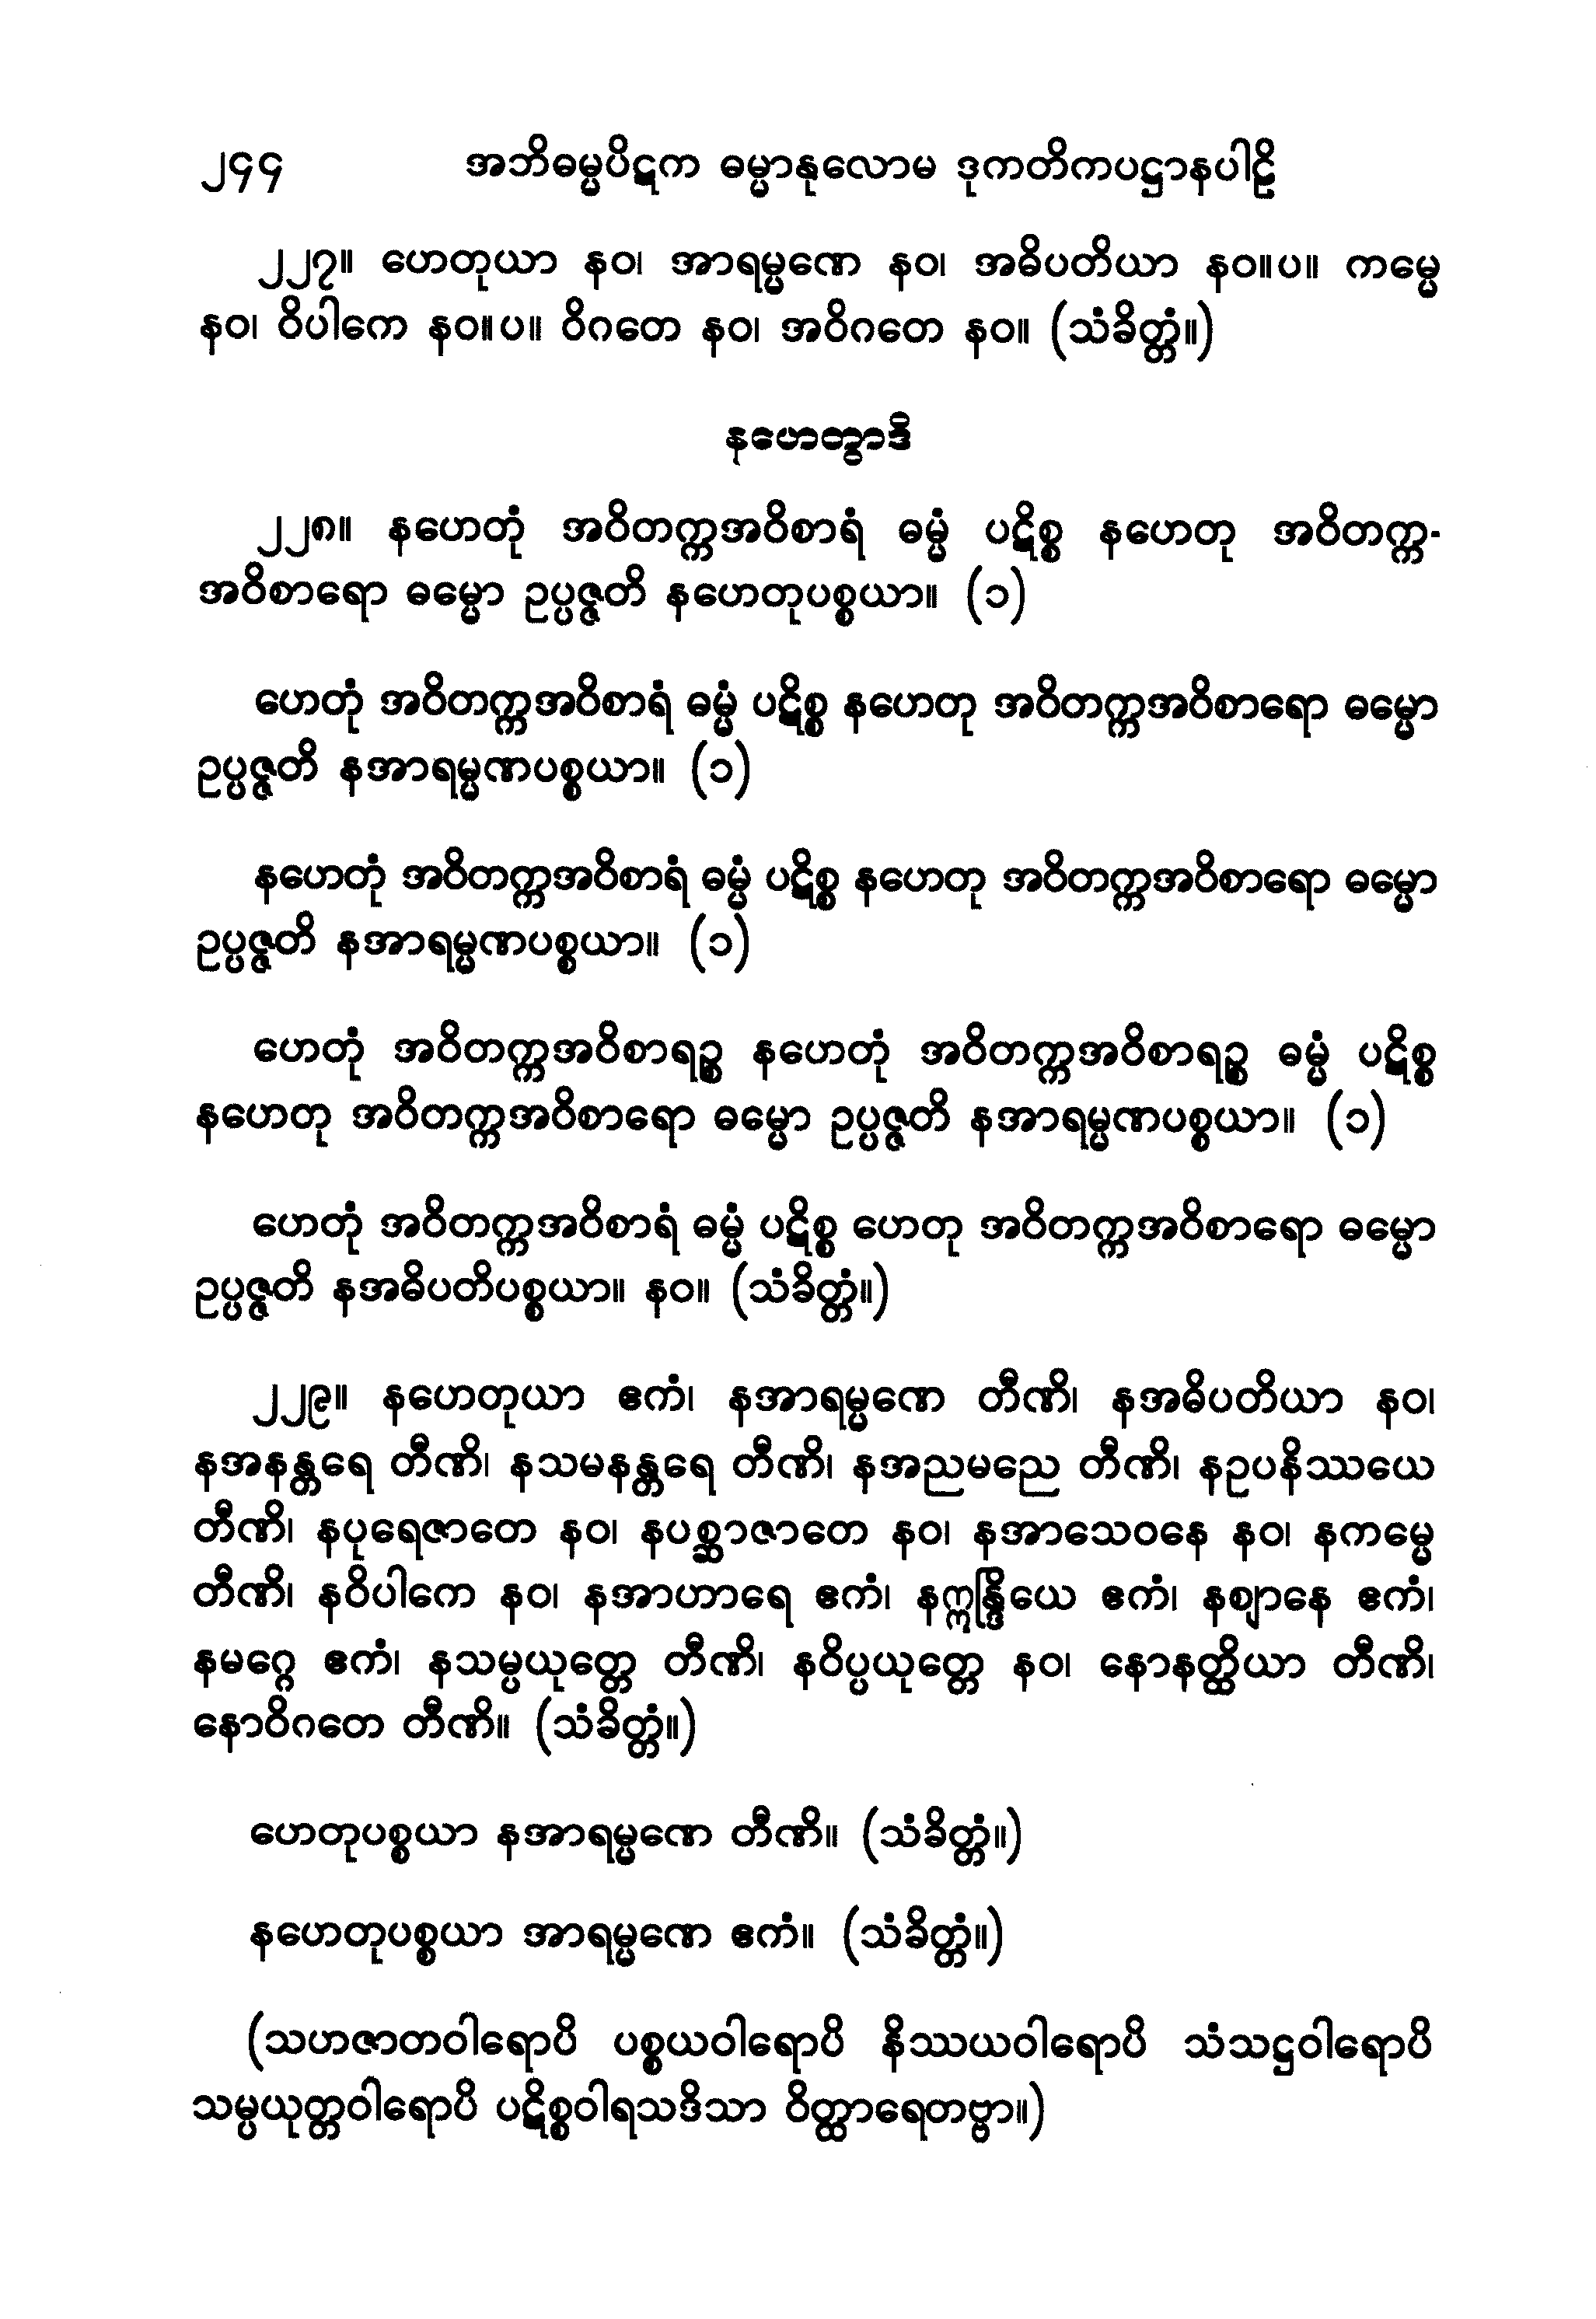 ၂၄၄ အဘိဓမ္မပိဋက ဓမ္မာနုလောမ ဒုကတိကပဋ္ဌာနပါဠိ
၂၂၇။ ဟေတုယာ နဝ၊ အာရမ္မဏေ နဝ၊ အဓိပတိယာ နဝ။ပ။ ကမ္မေ
နဝ၊ ဝိပါကေ နဝ။ပ။ ဝိဂတေ နဝ၊ အဝိဂတေ နဝ။ (သံခိတ္တံ။)
နဟေတွာဒိ
၂၂၈။ နဟေတုံ အဝိတက္ကအဝိစာရံ ဓမ္မံ ပဋိစ္စ နဟေတု အဝိတက္က-
အဝိစာရော ဓမ္မော ဥပ္ပဇ္ဇတိ နဟေတုပစ္စယာ။ (၁)
ဟေတုံ အဝိတက္ကအဝိစာရံ ဓမ္မံ ပဋိစ္စ နဟေတု အဝိတက္ကအဝိစာရော ဓမ္မော
ဥပ္ပဇ္ဇတိ နအာရမ္မဏပစ္စယာ။ (၁)
နဟေတုံ အဝိတက္ကအဝိစာရံ ဓမ္မံ ပဋိစ္စ နဟေတု အဝိတက္ကအဝိစာရော ဓမ္မော
ဥပ္ပဇ္ဇတိ နအာရမ္မဏပစ္စယာ။ (၁)
ဟေတုံ အဝိတက္ကအဝိစာရဉ္စ နဟေတုံ အဝိတက္ကအဝိစာရဉ္စ ဓမ္မံ ပဋိစ္စ
နဟေတု အဝိတက္ကအဝိစာရော ဓမ္မော ဥပ္ပဇ္ဇတိ နအာရမ္မဏပစ္စယာ။ (၁)
ဟေတုံ အဝိတက္ကအဝိစာရံ ဓမ္မံ ပဋိစ္စ ဟေတု အဝိတက္ကအဝိစာရော ဓမ္မော
ဥပ္ပဇ္ဇတိ နအဓိပတိပစ္စယာ။ နဝ။ (သံခိတ္တံ။)
၂၂၉။ နဟေတုယာ ဧကံ၊ နအာရမ္မဏေ တီဏိ၊ နအဓိပတိယာ နဝ၊
နအနန္တရေ တီဏိ၊ နသမနန္တရေ တီဏိ၊ နအညမညေ တီဏိ၊ နဥပနိဿယေ
တီဏိ၊ နပုရေဇာတေ နဝ၊ နပစ္ဆာဇာတေ နဝ၊ နအာသေဝနေ နဝ၊ နကမ္မေ
တီဏိ၊ နဝိပါကေ နဝ၊ နအာဟာရေ ဧကံ၊ နဣန္ဒြိယေ ဧကံ၊ နဈာနေ ဧကံ၊
နမဂ္ဂေ ဧကံ၊ နသမ္ပယုတ္တေ တီဏိ၊ နဝိပ္ပယုတ္တေ နဝ၊ နောနတ္ထိယာ တီဏိ၊
နောဝိဂတေ တီဏိ။ (သံခိတ္တံ။)
ဟေတုပစ္စယာ နအာရမ္မဏေ တီဏိ။ (သံခိတ္တံ။)
နဟေတုပစ္စယာ အာရမ္မဏေ ဧကံ။ (သံခိတ္တံ။)
(သဟဇာတဝါရောပိ ပစ္စယဝါရောပိ နိဿယဝါရောပိ သံသဋ္ဌဝါရောပိ
သမ္ပယုတ္တဝါရောပိ ပဋိစ္စဝါရသဒိသာ ဝိတ္ထာရေတဗ္ဗာ။)